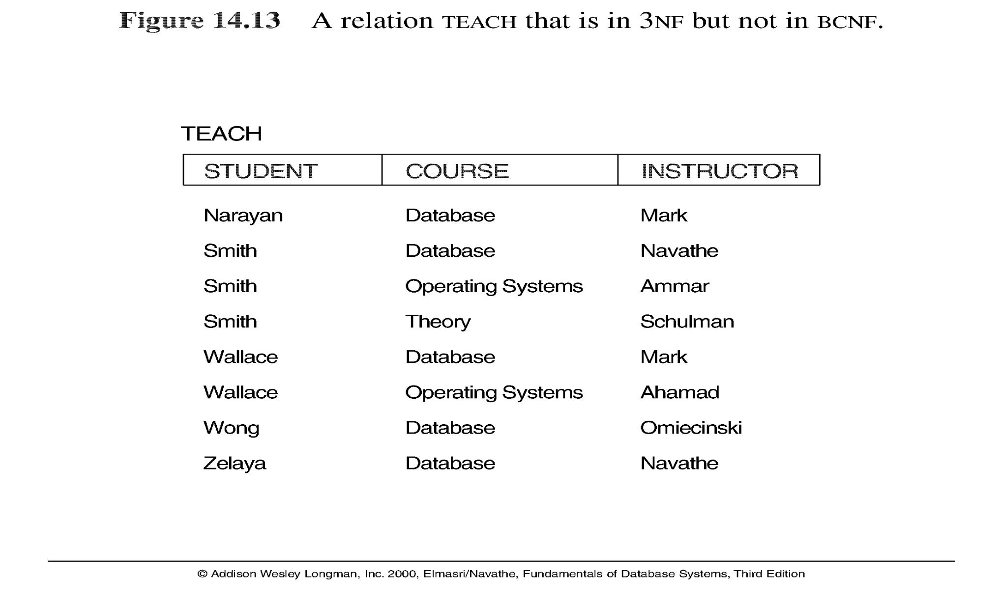 Figure 14.13 A relation TEACH that is in 3NF but not in BCNF.
TEACH
STUDENT COURSE INSTRUCTOR
Narayan Database Mark
Smith Database Navathe
Smith Operating Systems Ammar
Smith Theory Schulman
Wallace Database Mark
Wallace Operating Systems Ahamad
Wong Database Omiecinski
Zelaya Database Navathe
© Addison Wesley Longman, Inc. 2000, Elmasri/Navathe, Fundamentals of Database Systems, Third Edition